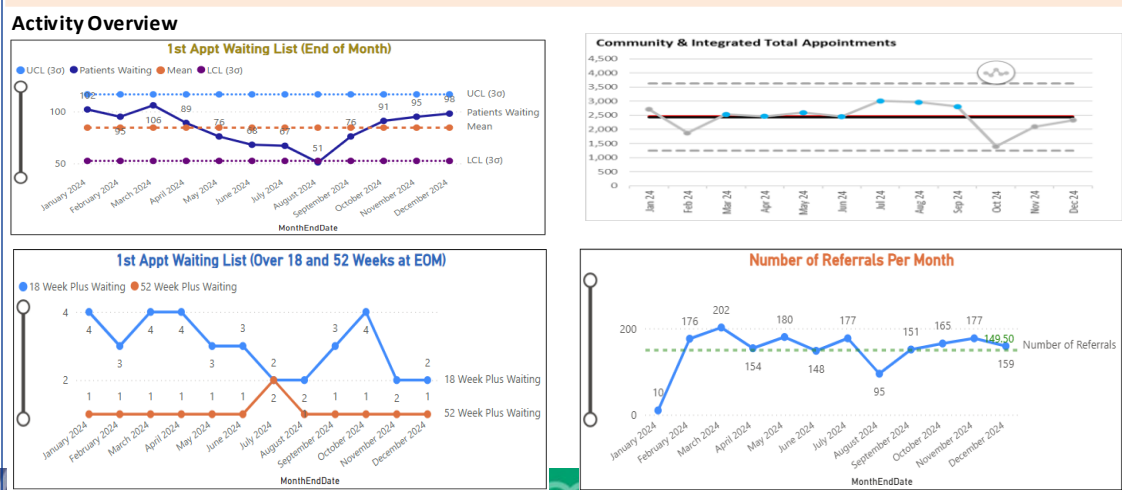 Activity Overview
1st Appt Waiting List (End of Month)
UCL (3σ) Patients Waiting Mean LCL (3σ)
100
50
102
95
106
89
76
68
67
51
76
91
95
98
UCL (3σ)
Patients Waiting
Mean
LCL (3σ)
January 2024
February 2024
March 2024
April 2024
May 2024
June 2024
July 2024
August 2024
September 2024
October 2024
November 2024
December 2024
MonthEndDate
Community & Integrated Total Appointments
4,500
4,000
3,500
3,000
2,500
2,000
1,500
1,000
500
0
Jan 24
Feb 24
Mar 24
Apr 24
May 24
Jun 24
Jul 24
Aug 24
Sep 24
Oct 24
Nov 24
Dec 24
1st Appt Waiting List (Over 18 and 52 Weeks at EOM)
18 Week Plus Waiting 52 Week Plus Waiting
4
2
4
3
4
4
3
3
2
2
3
4
2
2
18 Week Plus Waiting
1
1
1
1
1
1
2
1
1
1
1
1
52 Week Plus Waiting
January 2024
February 2024
March 2024
April 2024
May 2024
June 2024
July 2024
August 2024
September 2024
October 2024
November 2024
December 2024
MonthEndDate
Number of Referrals Per Month
200
0
10
176
202
154
180
148
177
95
151
165
177
149.50
159
Number of Referrals
January 2024
February 2024
March 2024
April 2024
May 2024
June 2024
July 2024
August 2024
September 2024
October 2024
November 2024
December 2024
MonthEndDate